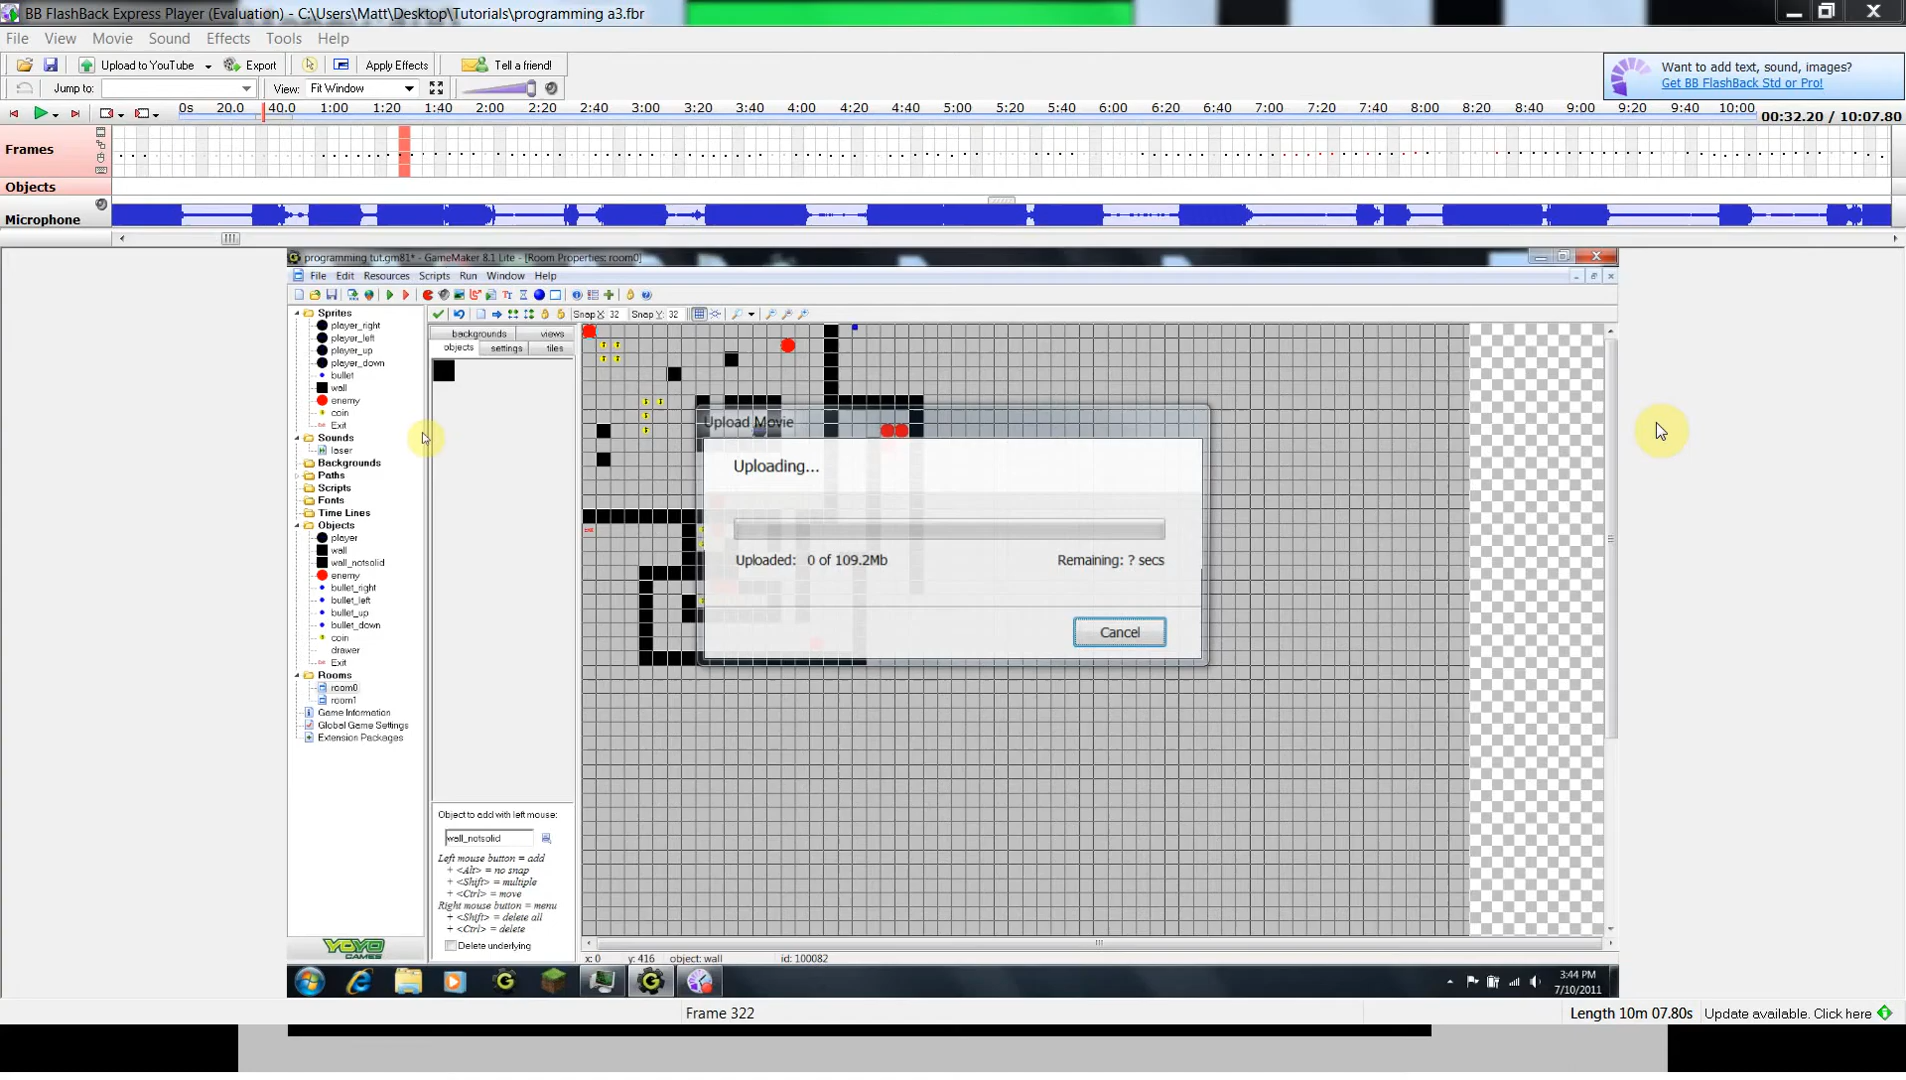 BB FlashBack Express Player (Evaluation) - C:\Users\Matt\Desktop\Tutorials\programming a3.fbr
File View Movie Sound Effects Tools Help
Upload to YouTube Export Apply Effects Tell a friend!
Want to add text, sound, images?
Get BB FlashBack Std or Pro!
Jump to: View: Fit Window
0s 20.0 40.0 1:00 1:20 1:40 2:00 2:20 2:40 3:00 3:20 3:40 4:00 4:20 4:40 5:00 5:20 5:40 6:00 6:20 6:40 7:00 7:20 7:40 8:00 8:20 8:40 9:00 9:20 9:40 10:00 00:32.20 / 10:07.80
Frames
Objects
Microphone
programming tut.gm81* - GameMaker 8.1 Lite - [Room Properties: room0]
File Edit Resources Scripts Run Window Help
Snap X: 32 Snap Y: 32
Sprites
player_right
player_left
player_up
player_down
bullet
wall
enemy
coin
Exit
Sounds
laser
Backgrounds
Paths
Scripts
Fonts
Time Lines
Objects
player
wall
wall_notsolid
enemy
bullet_right
bullet_left
bullet_up
bullet_down
coin
drawer
Exit
Rooms
room0
room1
Game Information
Global Game Settings
Extension Packages
YOYO
GAMES
backgrounds views
objects settings tiles
Object to add with left mouse:
wall_notsolid
Left mouse button = add
+ <Alt> = no snap
+ <Shift> = multiple
+ <Ctrl> = move
Right mouse button = menu
+ <Shift> = delete all
+ <Ctrl> = delete
Delete underlying
Upload Movie
Uploading...
Uploaded: 0 of 109.2Mb Remaining: ? secs
Cancel
x: 0 y: 416 object: wall id: 100082
3:44 PM
7/10/2011
Frame 322 Length 10m 07.80s Update available. Click here